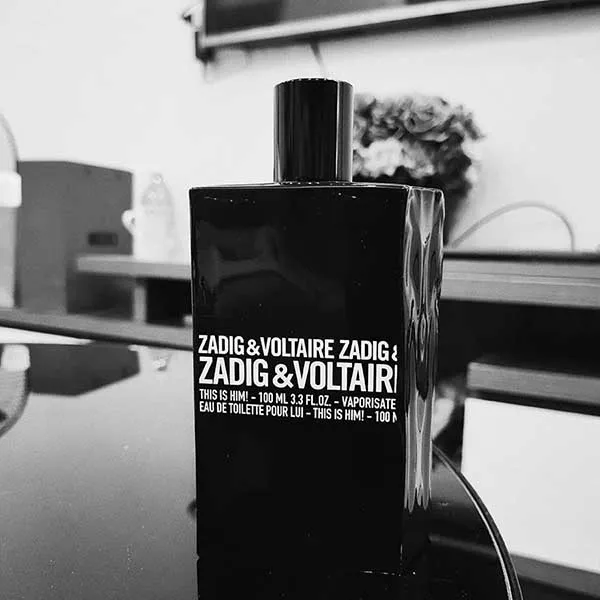 ZADIG &VOLTAIRE ZADIG &
ZADIG &VOLTAIR
THIS IS HIM! – 100 ML 3.3 FL.OZ. – VAPORISATE
EAU DE TOILETTE POUR LUI – THIS IS HIM! – 100 M